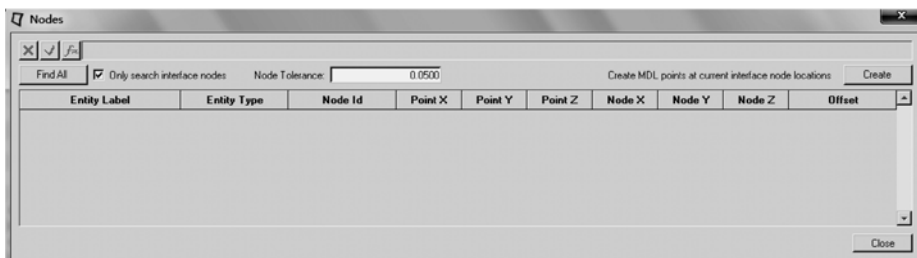 Nodes
Find All Only search interface nodes Node Tolerance: 0.0500 Create MDL points at current interface node locations Create
Entity Label Entity Type Node Id Point X Point Y Point Z Node X Node Y Node Z Offset
Close